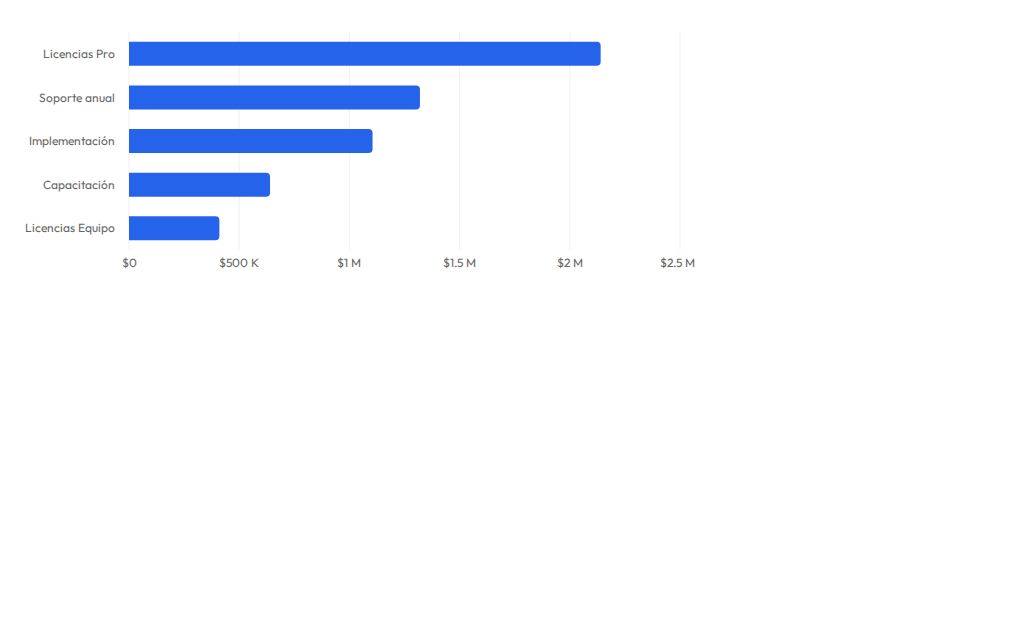 Licencias Pro
Soporte anual
Implementación
Capacitación
Licencias Equipo
$0 $500 K $1 M $1.5 M $2 M $2.5 M